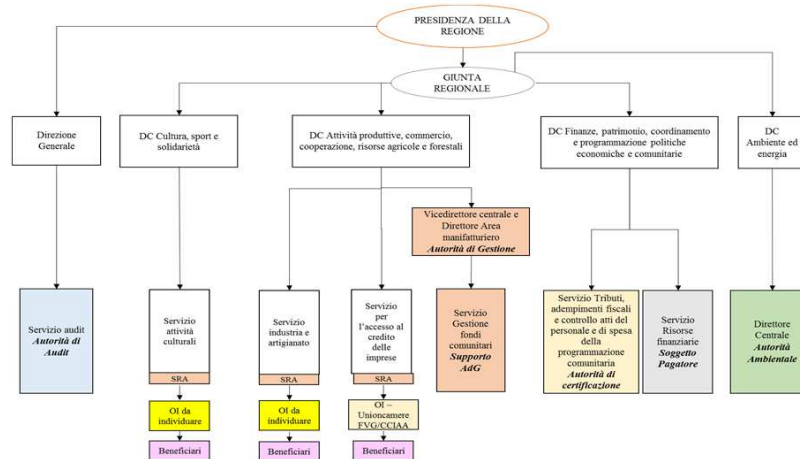 PRESIDENZA DELLA
REGIONE
GIUNTA
REGIONALE
Direzione
Generale
DC Cultura, sport e
solidarietà
DC Attività produttive, commercio,
cooperazione, risorse agricole e forestali
DC Finanze, patrimonio, coordinamento
e programmazione politiche
economiche e comunitarie
DC
Ambiente ed
energia
Vicedirettore centrale e
Direttore Area
manifatturiero
Autorità di Gestione
Servizio audit
Autorità di
Audit
Servizio
attività
culturali
SRA
OI da
individuare
Beneficiari
Servizio
industria e
artigianato
SRA
OI da
individuare
Beneficiari
Servizio
per
l'accesso al
credito
delle
imprese
SRA
OI –
Unioncamere
FVG/CCIAA
Beneficiari
Servizio
Gestione
fondi
comunitari
Supporto
AdG
Servizio Tributi,
adempimenti fiscali
e controllo atti del
personale e di spesa
della
programmazione
comunitaria
Autorità di
certificazione
Servizio
Risorse
finanziarie
Soggetto
Pagatore
Direttore
Centrale
Autorità
Ambientale